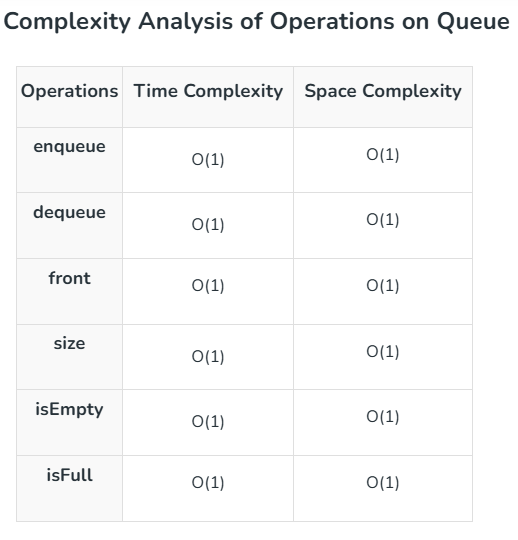 Complexity Analysis of Operations on Queue
Operations Time Complexity Space Complexity
enqueue O(1) O(1)
dequeue O(1) O(1)
front O(1) O(1)
size O(1) O(1)
isEmpty O(1) O(1)
isFull O(1) O(1)